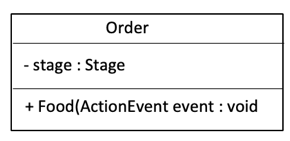 Order
- stage : Stage
+ Food(ActionEvent event : void